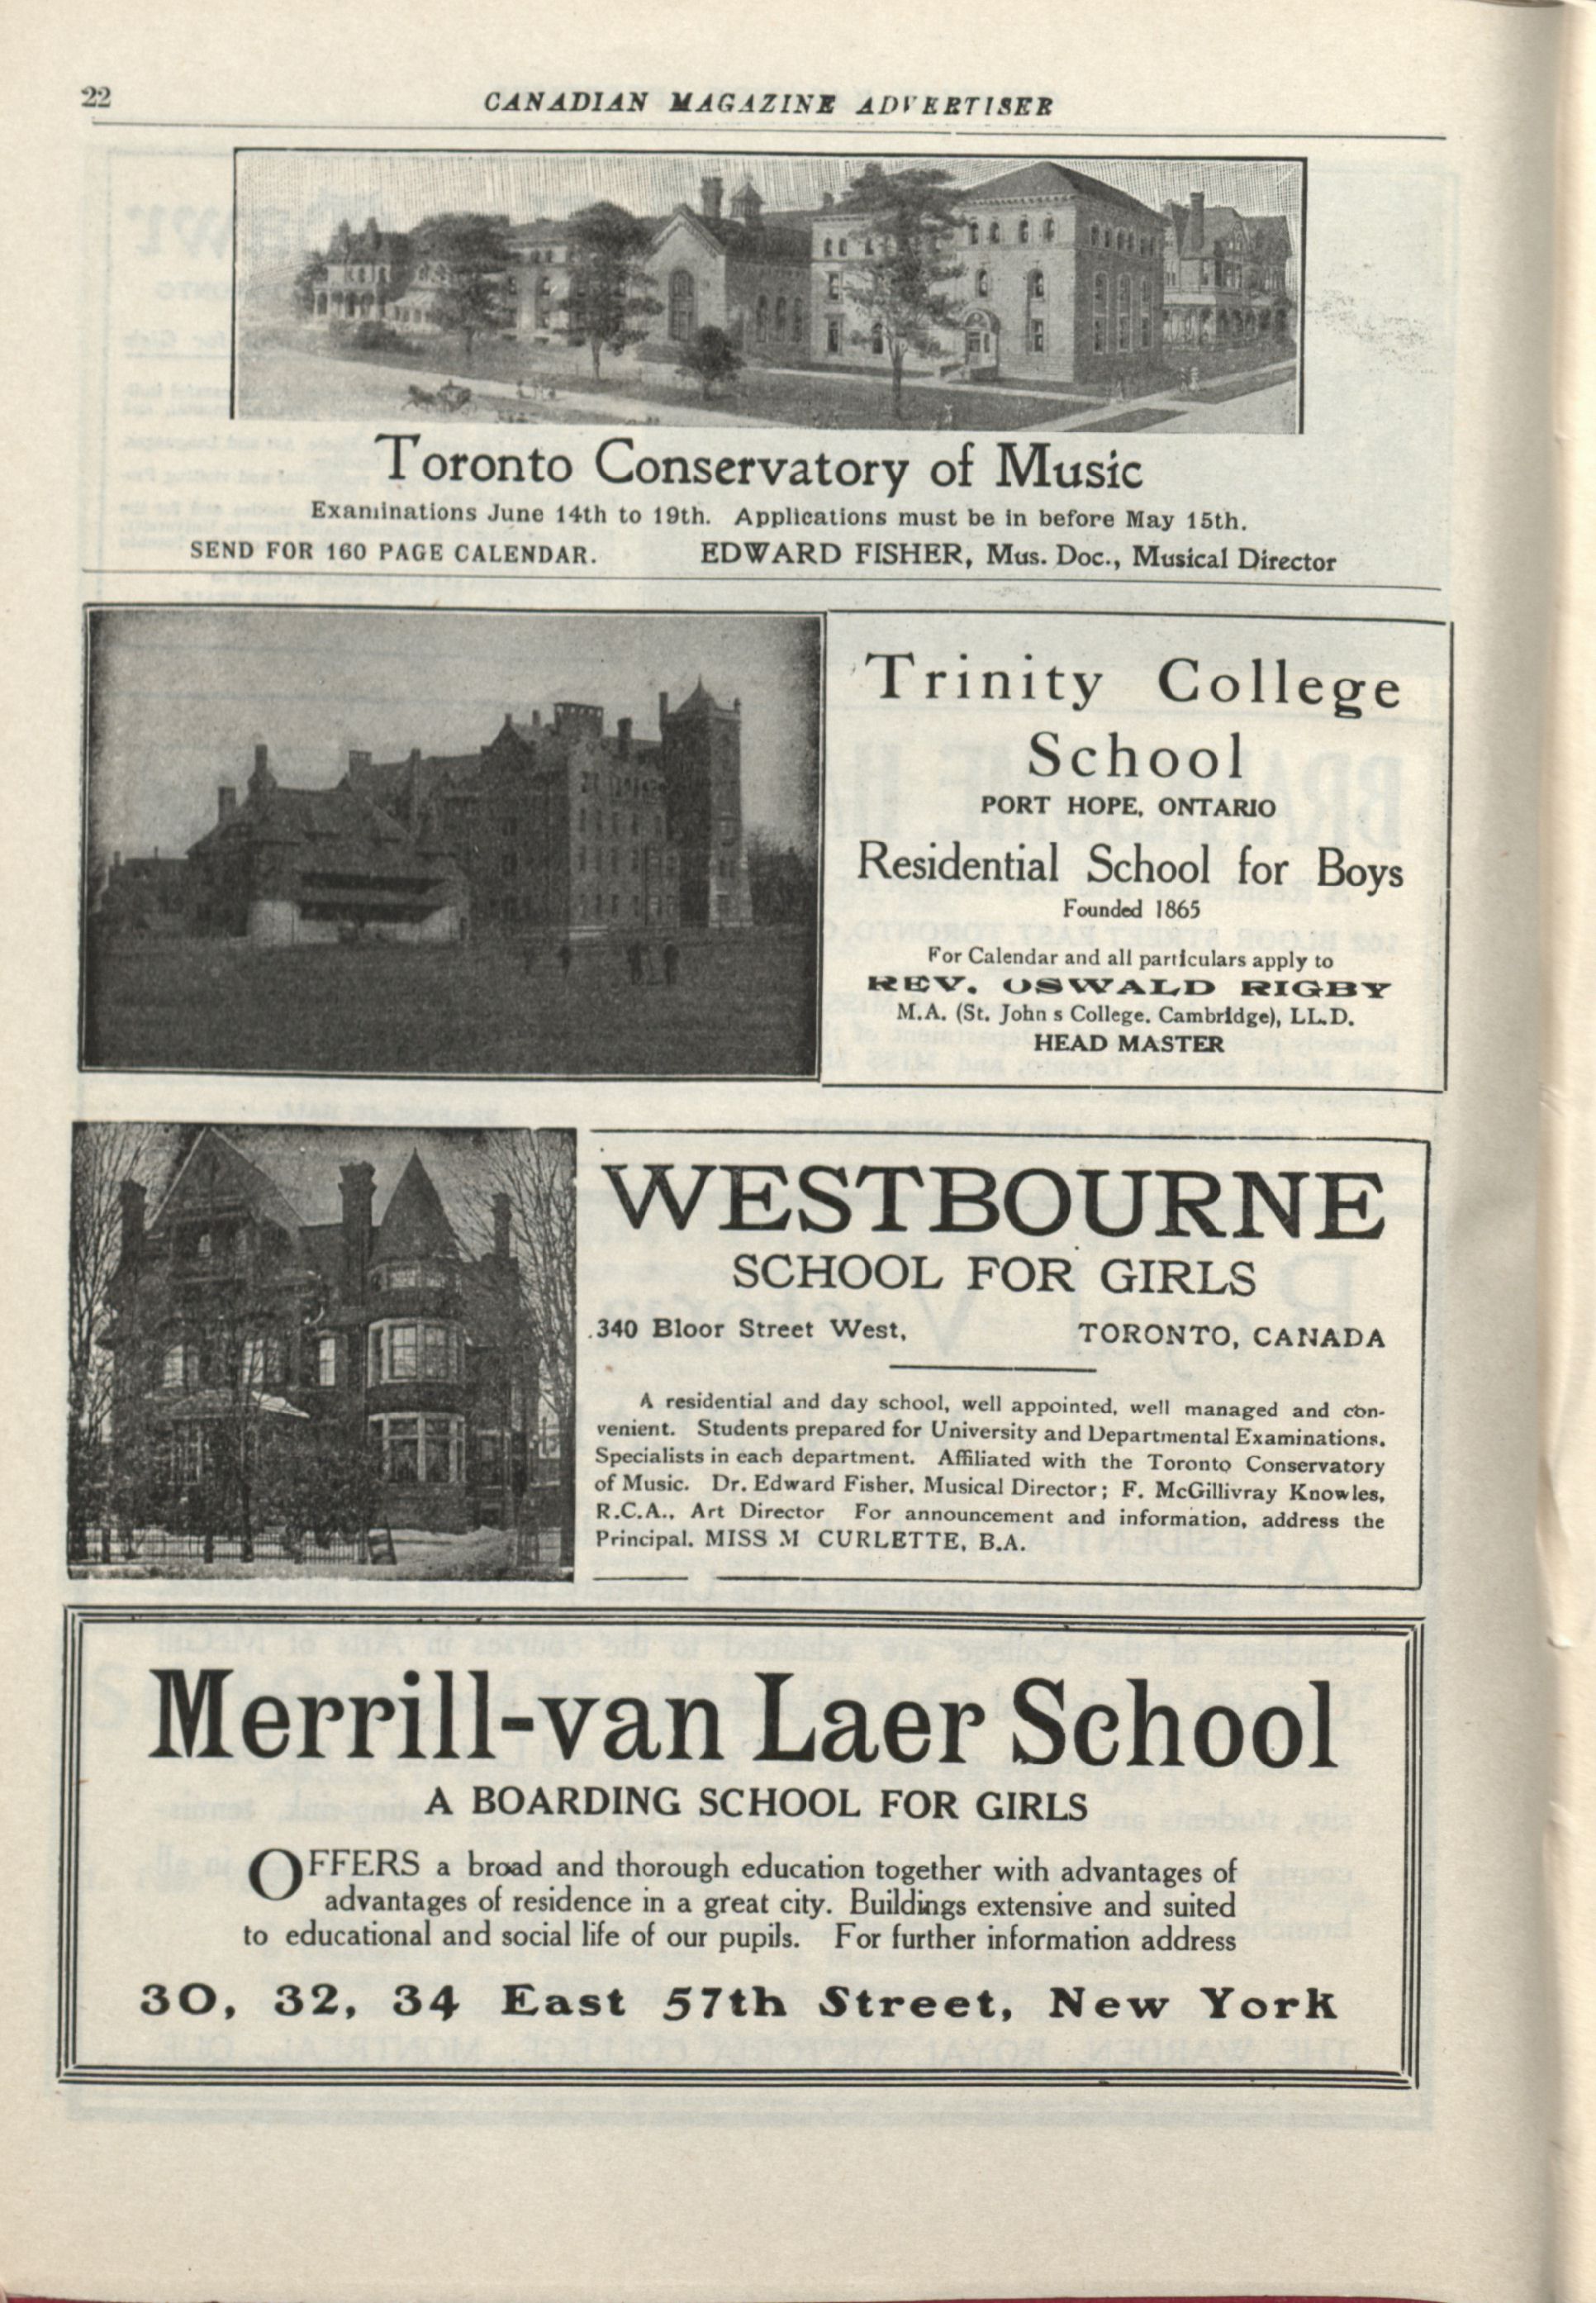 22
CANADIAN MAGAZINE ADVERTISER
Toronto Conservatory of Music
Examinations June 14th to 19th. Applications must be in before May 15th.
SEND FOR 160 PAGE CALENDAR. EDWARD FISHER, Mus. Doc., Musical Director
Trinity College
School
PORT HOPE, ONTARIO
Residential School for Boys
Founded 1865
For Calendar and all particulars apply to
REV. OSWALD RIGBY
M.A. (St. John s College. Cambridge), LL.D.
HEAD MASTER
WESTBOURNE
SCHOOL FOR GIRLS
340 Bloor Street West, TORONTO, CANADA
A residential and day school, well appointed, well managed and con-
venient. Students prepared for University and Departmental Examinations.
Specialists in each department. Affiliated with the Toronto Conservatory
of Music. Dr. Edward Fisher, Musical Director; F. McGillivray Knowles,
R.C.A., Art Director For announcement and information, address the
Principal. MISS M CURLETTE, B.A.
Merrill-van Laer School
A BOARDING SCHOOL FOR GIRLS
OFFERS a broad and thorough education together with advantages of
advantages of residence in a great city. Buildings extensive and suited
to educational and social life of our pupils. For further information address
30, 32, 34 East 57th Street, New York